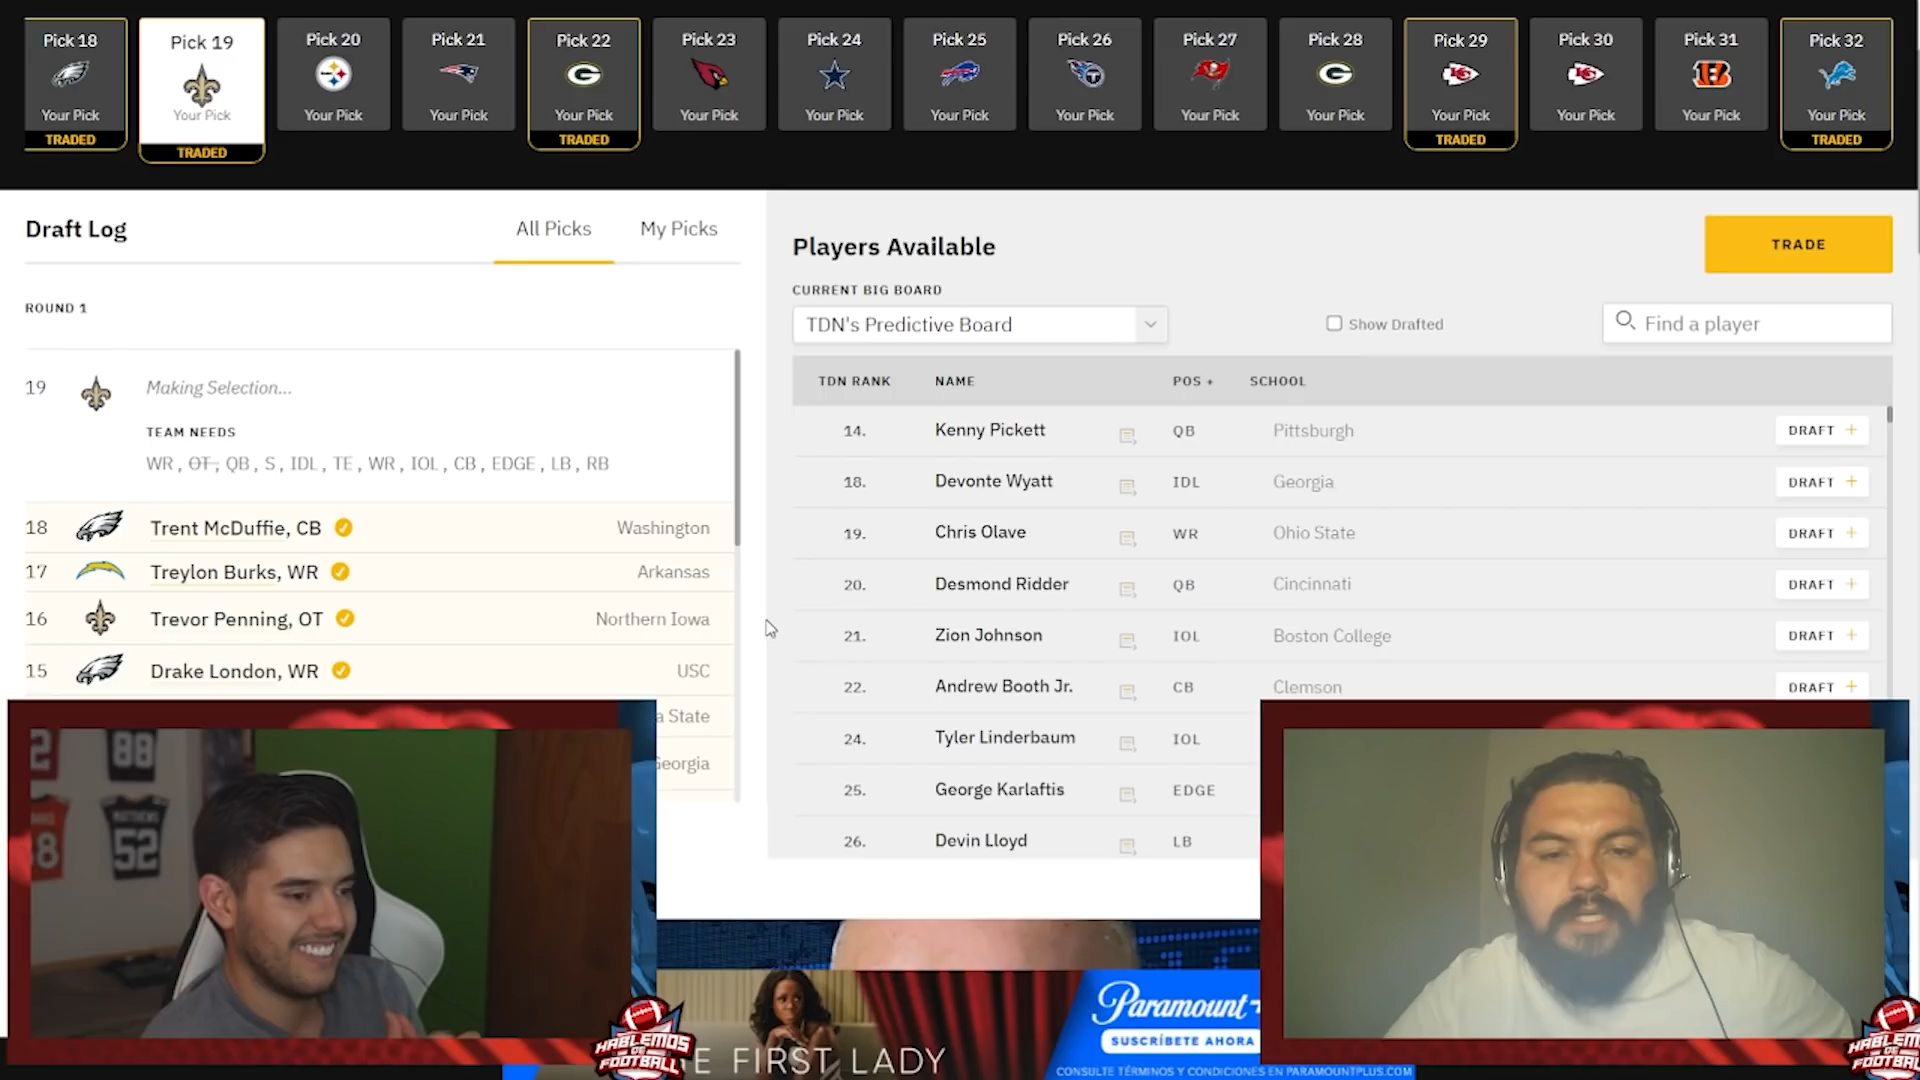 Pick 18 Pick 19 Pick 20 Pick 21 Pick 22 Pick 23 Pick 24 Pick 25 Pick 26 Pick 27 Pick 28 Pick 29 Pick 30 Pick 31 Pick 32
Your Pick Your Pick Your Pick Your Pick Your Pick Your Pick Your Pick Your Pick Your Pick Your Pick Your Pick Your Pick Your Pick Your Pick Your Pick
TRADED TRADED TRADED TRADED TRADED
Draft Log All Picks My Picks
ROUND 1
19 Making Selection...
TEAM NEEDS
WR , OT , QB , S , IDL , TE , WR , IOL , CB , EDGE , LB , RB
18 Trent McDuffie, CB Washington
17 Treylon Burks, WR Arkansas
16 Trevor Penning, OT Northern Iowa
15 Drake London, WR USC
a State
Georgia
Players Available
TRADE
CURRENT BIG BOARD
TDN's Predictive Board
Show Drafted
Find a player
TDN RANK NAME POS + SCHOOL
14. Kenny Pickett QB Pittsburgh DRAFT +
18. Devonte Wyatt IDL Georgia DRAFT +
19. Chris Olave WR Ohio State DRAFT +
20. Desmond Ridder QB Cincinnati DRAFT +
21. Zion Johnson IOL Boston College DRAFT +
22. Andrew Booth Jr. CB Clemson DRAFT +
24. Tyler Linderbaum IOL
25. George Karlaftis EDGE
26. Devin Lloyd LB
2
88
8
52
HABLEMOS
DE
FOOTBALL
E FIRST LADY
Paramount+
SUSCRÍBETE AHORA
CONSULTE TÉRMINOS Y CONDICIONES EN PARAMOUNTPLUS.COM
HABLEM
DE
FOOTBAL